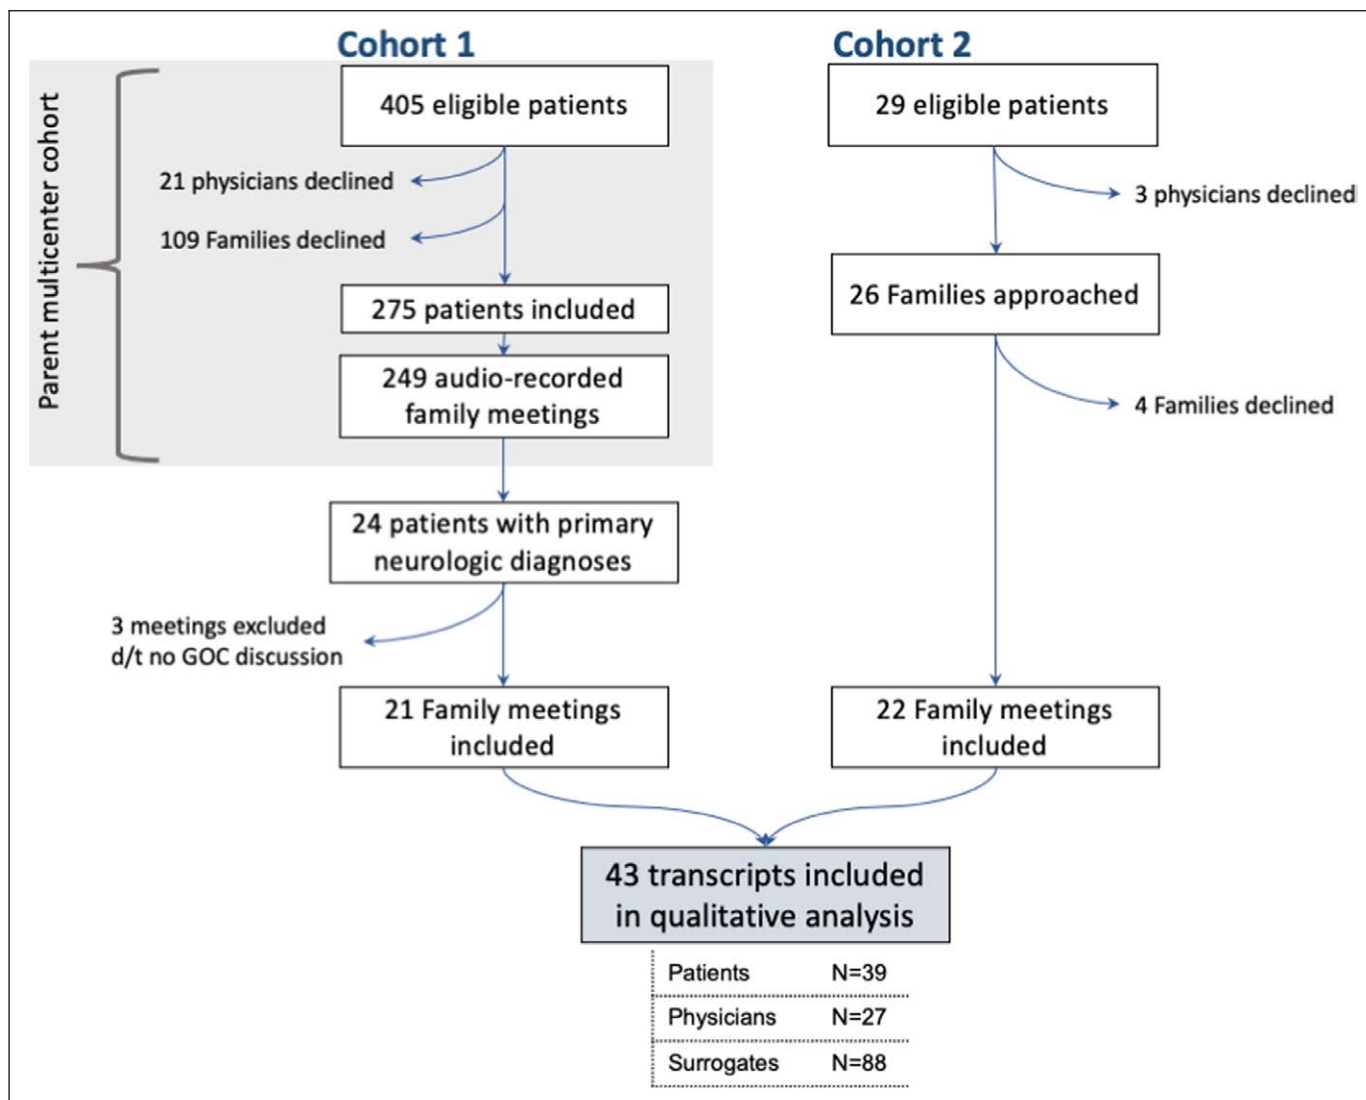 Cohort 1
Cohort 2
Parent multicenter cohort
405 eligible patients
29 eligible patients
21 physicians declined
3 physicians declined
109 Families declined
26 Families approached
275 patients included
249 audio-recorded
family meetings
4 Families declined
24 patients with primary
neurologic diagnoses
3 meetings excluded
d/t no GOC discussion
21 Family meetings
included
22 Family meetings
included
43 transcripts included
in qualitative analysis
Patients N=39
Physicians N=27
Surrogates N=88